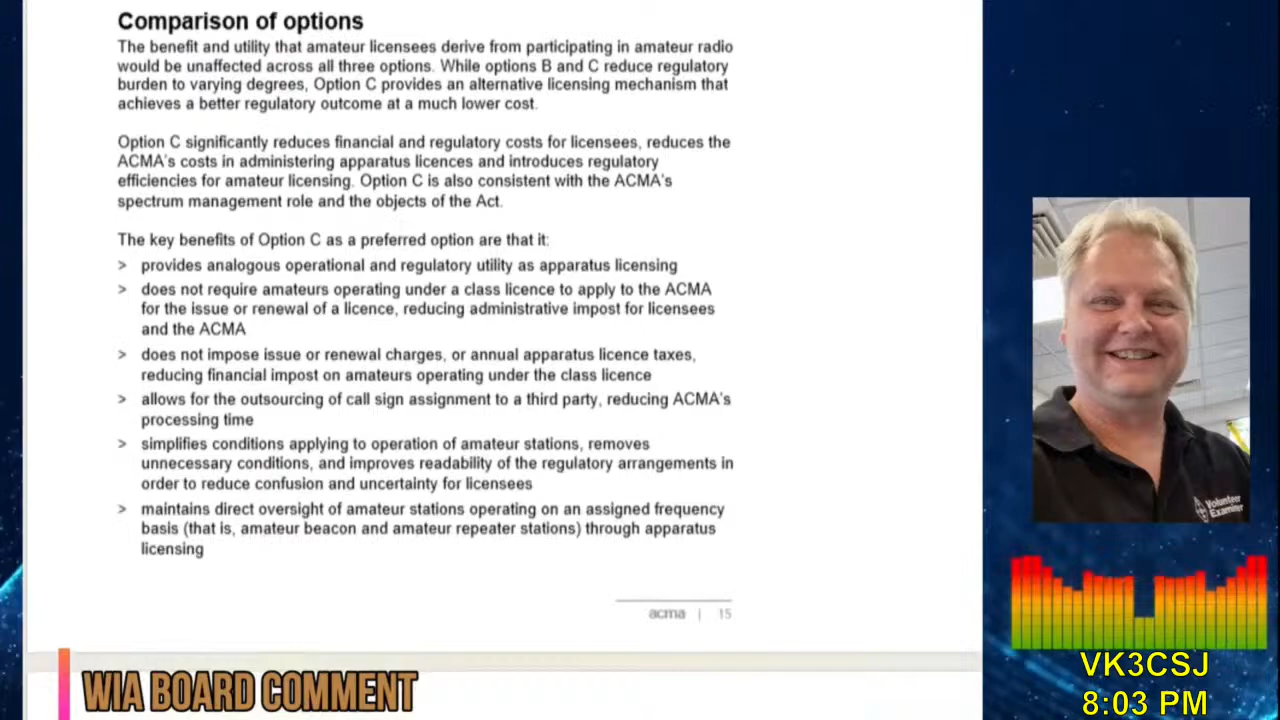 Comparison of options
The benefit and utility that amateur licensees derive from participating in amateur radio
would be unaffected across all three options. While options B and C reduce regulatory
burden to varying degrees, Option C provides an alternative licensing mechanism that
achieves a better regulatory outcome at a much lower cost.
Option C significantly reduces financial and regulatory costs for licensees, reduces the
ACMA's costs in administering apparatus licences and introduces regulatory
efficiencies for amateur licensing. Option C is also consistent with the ACMA's
spectrum management role and the objects of the Act.
The key benefits of Option C as a preferred option are that it:
> provides analogous operational and regulatory utility as apparatus licensing
> does not require amateurs operating under a class licence to apply to the ACMA
for the issue or renewal of a licence, reducing administrative impost for licensees
and the ACMA
> does not impose issue or renewal charges, or annual apparatus licence taxes,
reducing financial impost on amateurs operating under the class licence
> allows for the outsourcing of call sign assignment to a third party, reducing ACMA's
processing time
> simplifies conditions applying to operation of amateur stations, removes
unnecessary conditions, and improves readability of the regulatory arrangements in
order to reduce confusion and uncertainty for licensees
> maintains direct oversight of amateur stations operating on an assigned frequency
basis (that is, amateur beacon and amateur repeater stations) through apparatus
licensing
acma | 15
Volunteer
Examiner
WIA BOARD COMMENT
VK3CSJ
8:03 PM